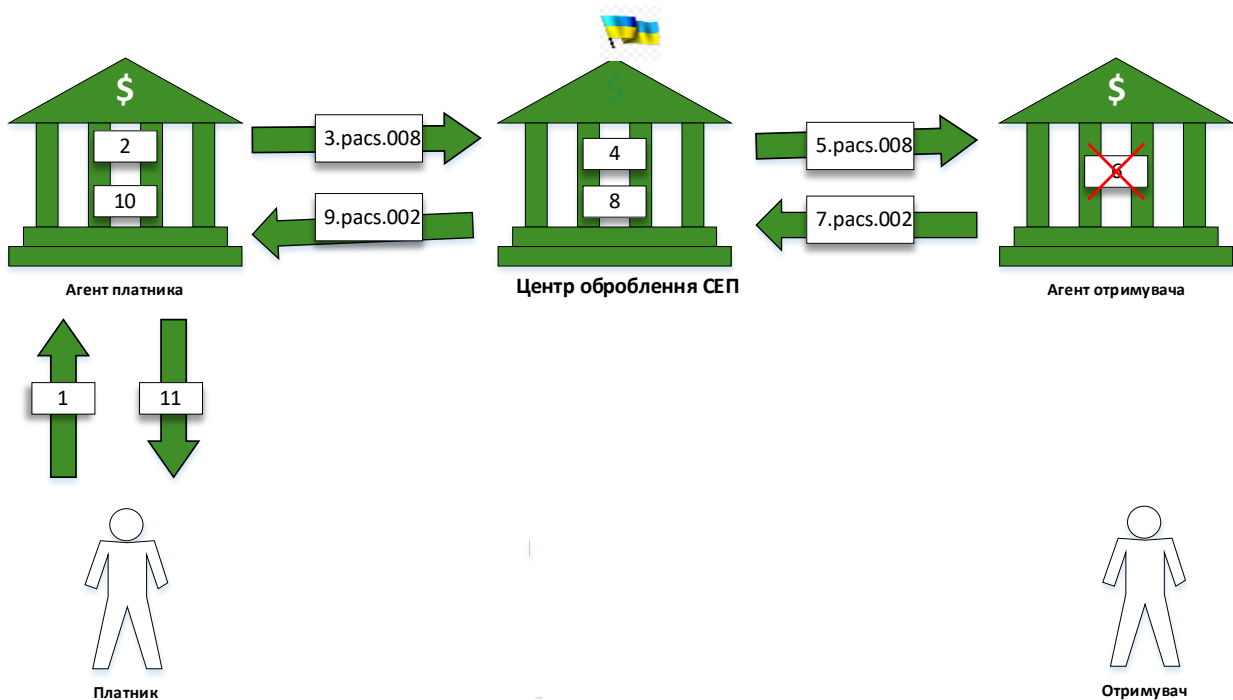 $
$
$
2
3.pacs.008
4
5.pacs.008
6
10
9.pacs.002
8
7.pacs.002
Агент платника
Центр оброблення СЕП
Агент отримувача
1
11
Платник
Отримувач